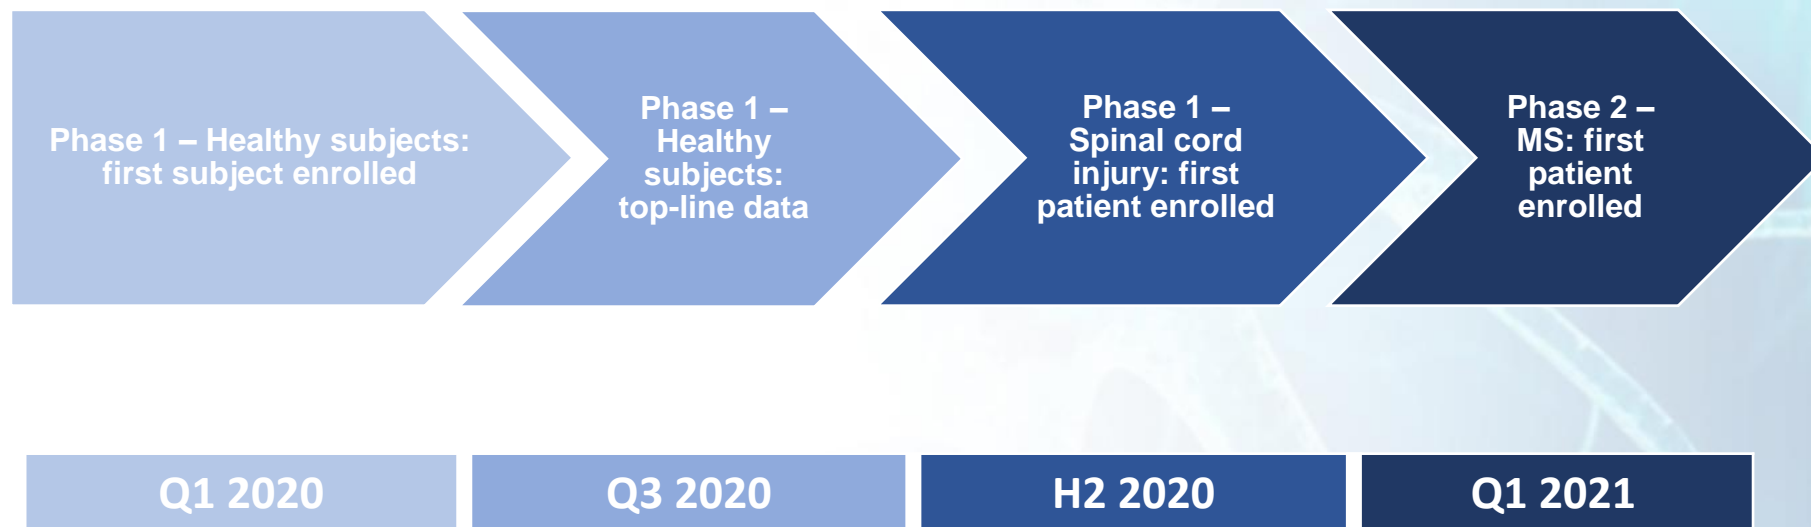 Phase 1 – Healthy subjects:
first subject enrolled
Phase 1 –
Healthy
subjects:
top-line data
Phase 1 –
Spinal cord
injury: first
patient enrolled
Phase 2 –
MS: first
patient
enrolled
Q1 2020
Q3 2020
H2 2020
Q1 2021